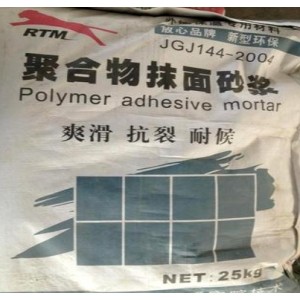 RTM
放心品牌 新型环保
JGJ144-2004
聚合物抹面砂浆
Polymer adhesive mortar
爽滑 抗裂 耐候
NET:25kg